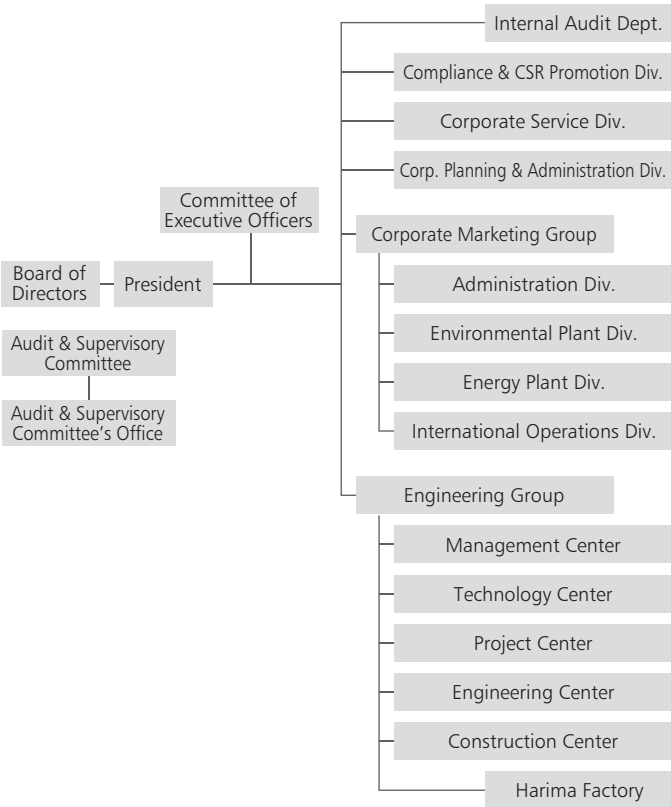 Internal Audit Dept.
Compliance & CSR Promotion Div.
Corporate Service Div.
Corp. Planning & Administration Div.
Committee of
Executive Officers
Corporate Marketing Group
Board of
Directors
President
Administration Div.
Environmental Plant Div.
Energy Plant Div.
International Operations Div.
Audit & Supervisory
Committee
Audit & Supervisory
Committee's Office
Engineering Group
Management Center
Technology Center
Project Center
Engineering Center
Construction Center
Harima Factory